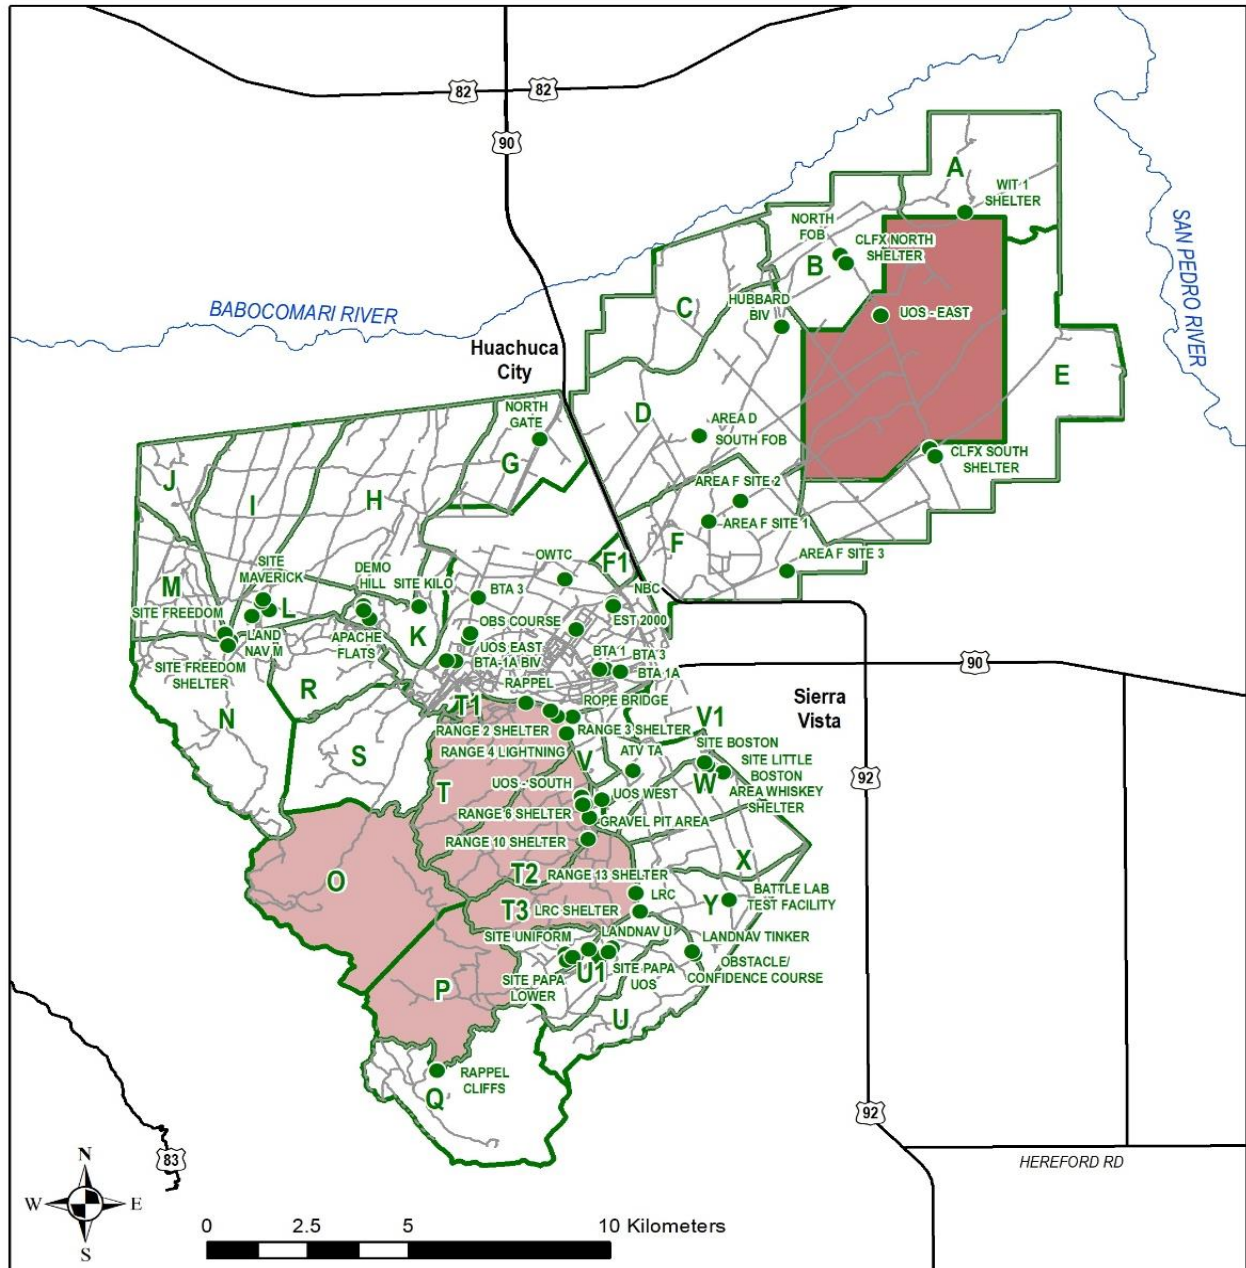 82
82
90
A
WIT 1
SHELTER
NORTH
FOB
CLFX NORTH
SHELTER
B
SAN PEDRO RIVER
C
HUBBARD
BIV
UOS - EAST
BABOCOMARI RIVER
Huachuca
City
E
D
NORTH
GATE
AREA D
SOUTH FOB
G
CLFX SOUTH
SHELTER
J
I
H
AREA F SITE 2
AREA F SITE 1
F
AREA F SITE 3
OWTC
F1
SITE
MAVERICK
DEMO
HILL
SITE KILO
BTA 3
NBC
M
SITE FREEDOM
L
K
OBS COURSE
EST 2000
LAND
NAV M
APACHE
FLATS
UOS EAST
BTA-1A BIV
BTA 1
BTA 3
BTA 1A
90
SITE FREEDOM
SHELTER
R
RAPPEL
Sierra
Vista
N
T1
ROPE BRIDGE
V1
RANGE 2 SHELTER
RANGE 3 SHELTER
S
RANGE 4 LIGHTNING
V
ATV TA
SITE BOSTON
W
SITE LITTLE
BOSTON
AREA WHISKEY
SHELTER
92
T
UOS - SOUTH
UOS WEST
RANGE 6 SHELTER
GRAVEL PIT AREA
RANGE 10 SHELTER
X
O
T2
RANGE 13 SHELTER
LRC
Y
BATTLE LAB
TEST FACILITY
T3
LRC SHELTER
SITE UNIFORM
LANDNAV U
LANDNAV TINKER
OBSTACLE/
CONFIDENCE COURSE
SITE PAPA
LOWER
U1
SITE PAPA
UOS
P
U
RAPPEL
CLIFFS
Q
92
83
HEREFORD RD
N
W
E
S
0 2.5 5 10 Kilometers